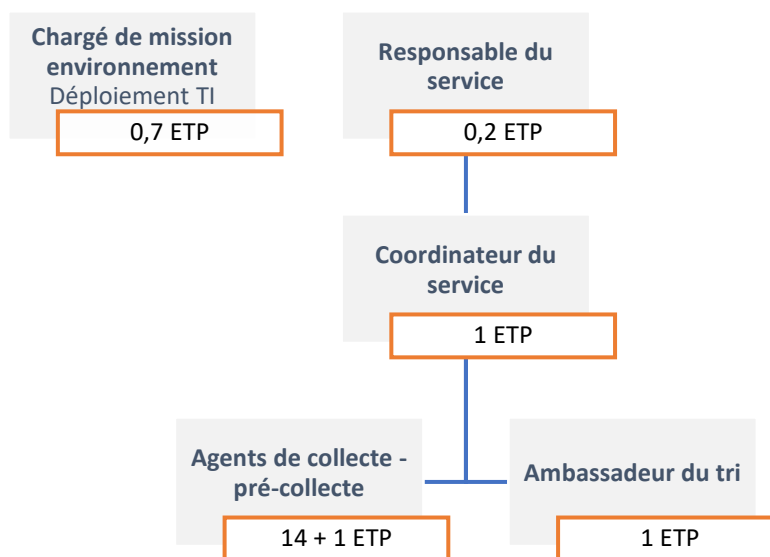 Chargé de mission
environnement
Déploiement TI
0,7 ETP
Responsable du
service
0,2 ETP
Coordinateur du
service
1 ETP
Agents de collecte -
pré-collecte
14 + 1 ETP
Ambassadeur du tri
1 ETP